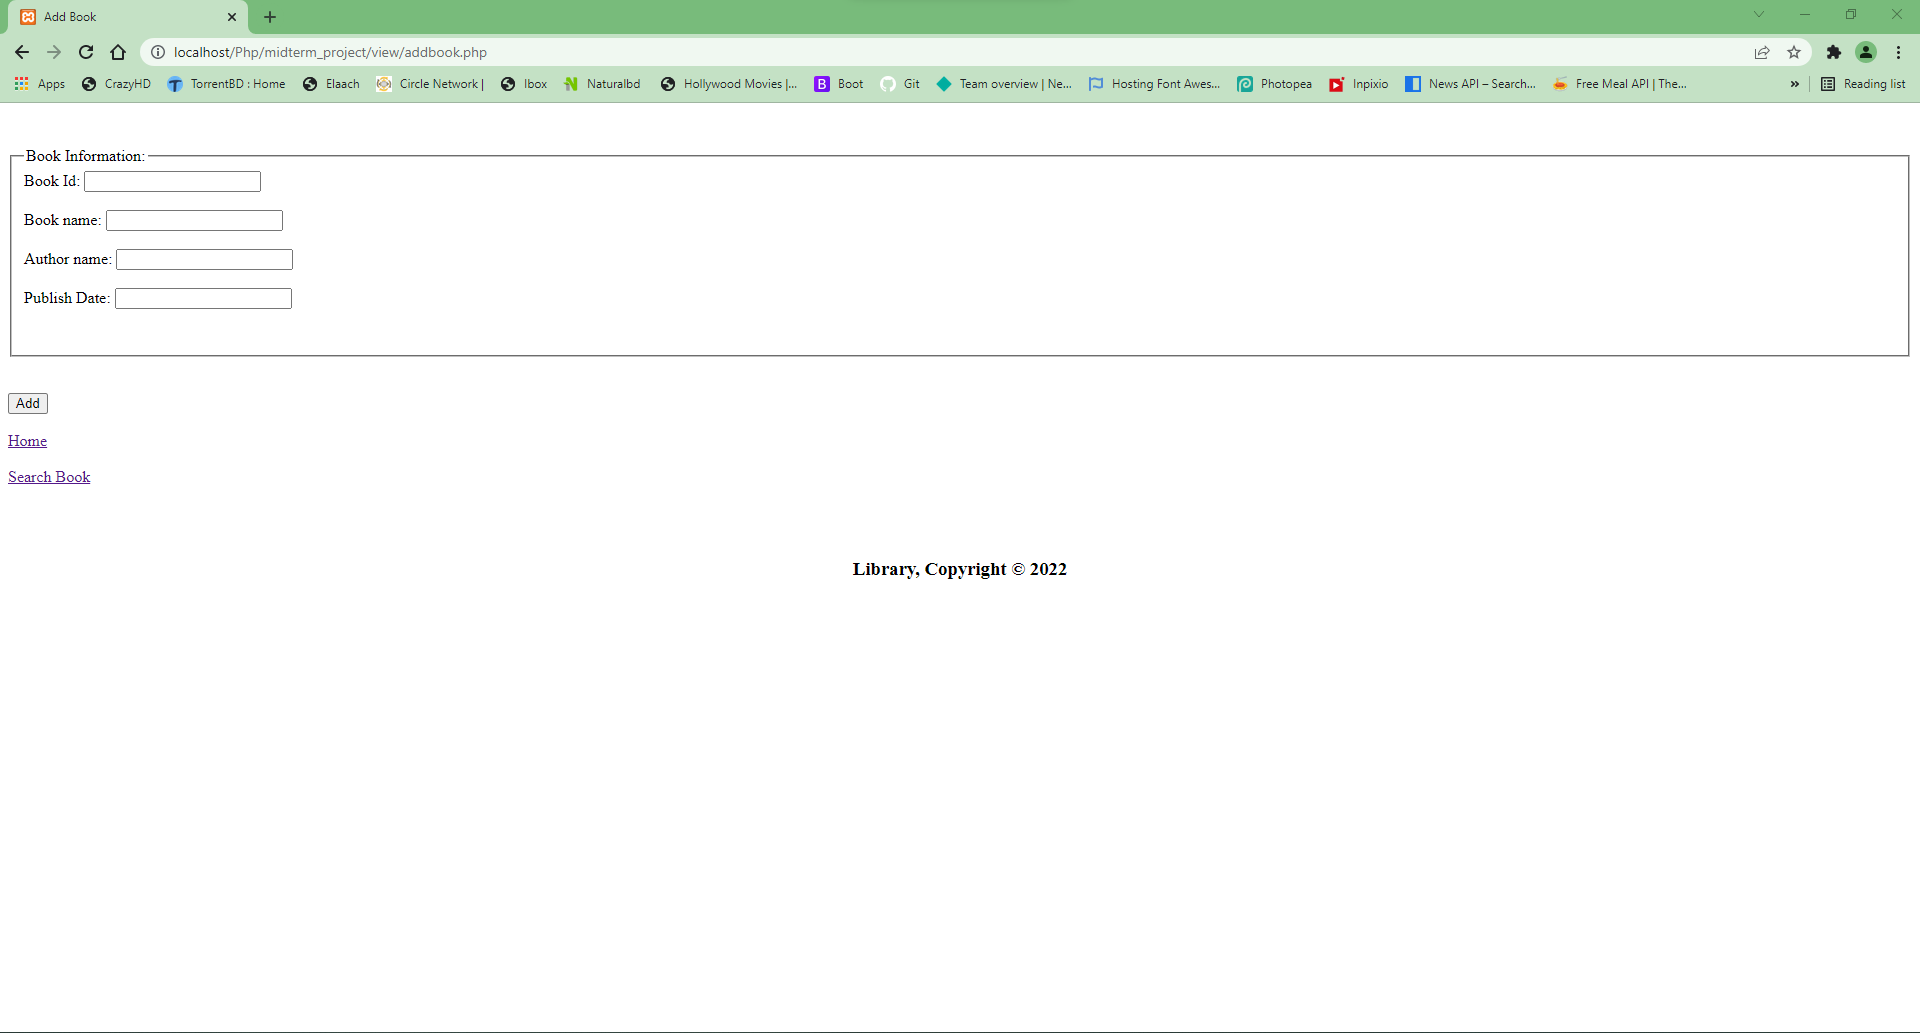 Add Book
localhost/Php/midterm_project/view/addbook.php
Apps CrazyHD TorrentBD : Home Elaach Circle Network | Ibox Naturalbd Hollywood Movies |... Boot Git Team overview | Ne... Hosting Font Awes... Photopea Inpixio News API – Search... Free Meal API | The... » Reading list
Book Information:
Book Id:
Book name:
Author name:
Publish Date:
Add
Home
Search Book
Library, Copyright © 2022